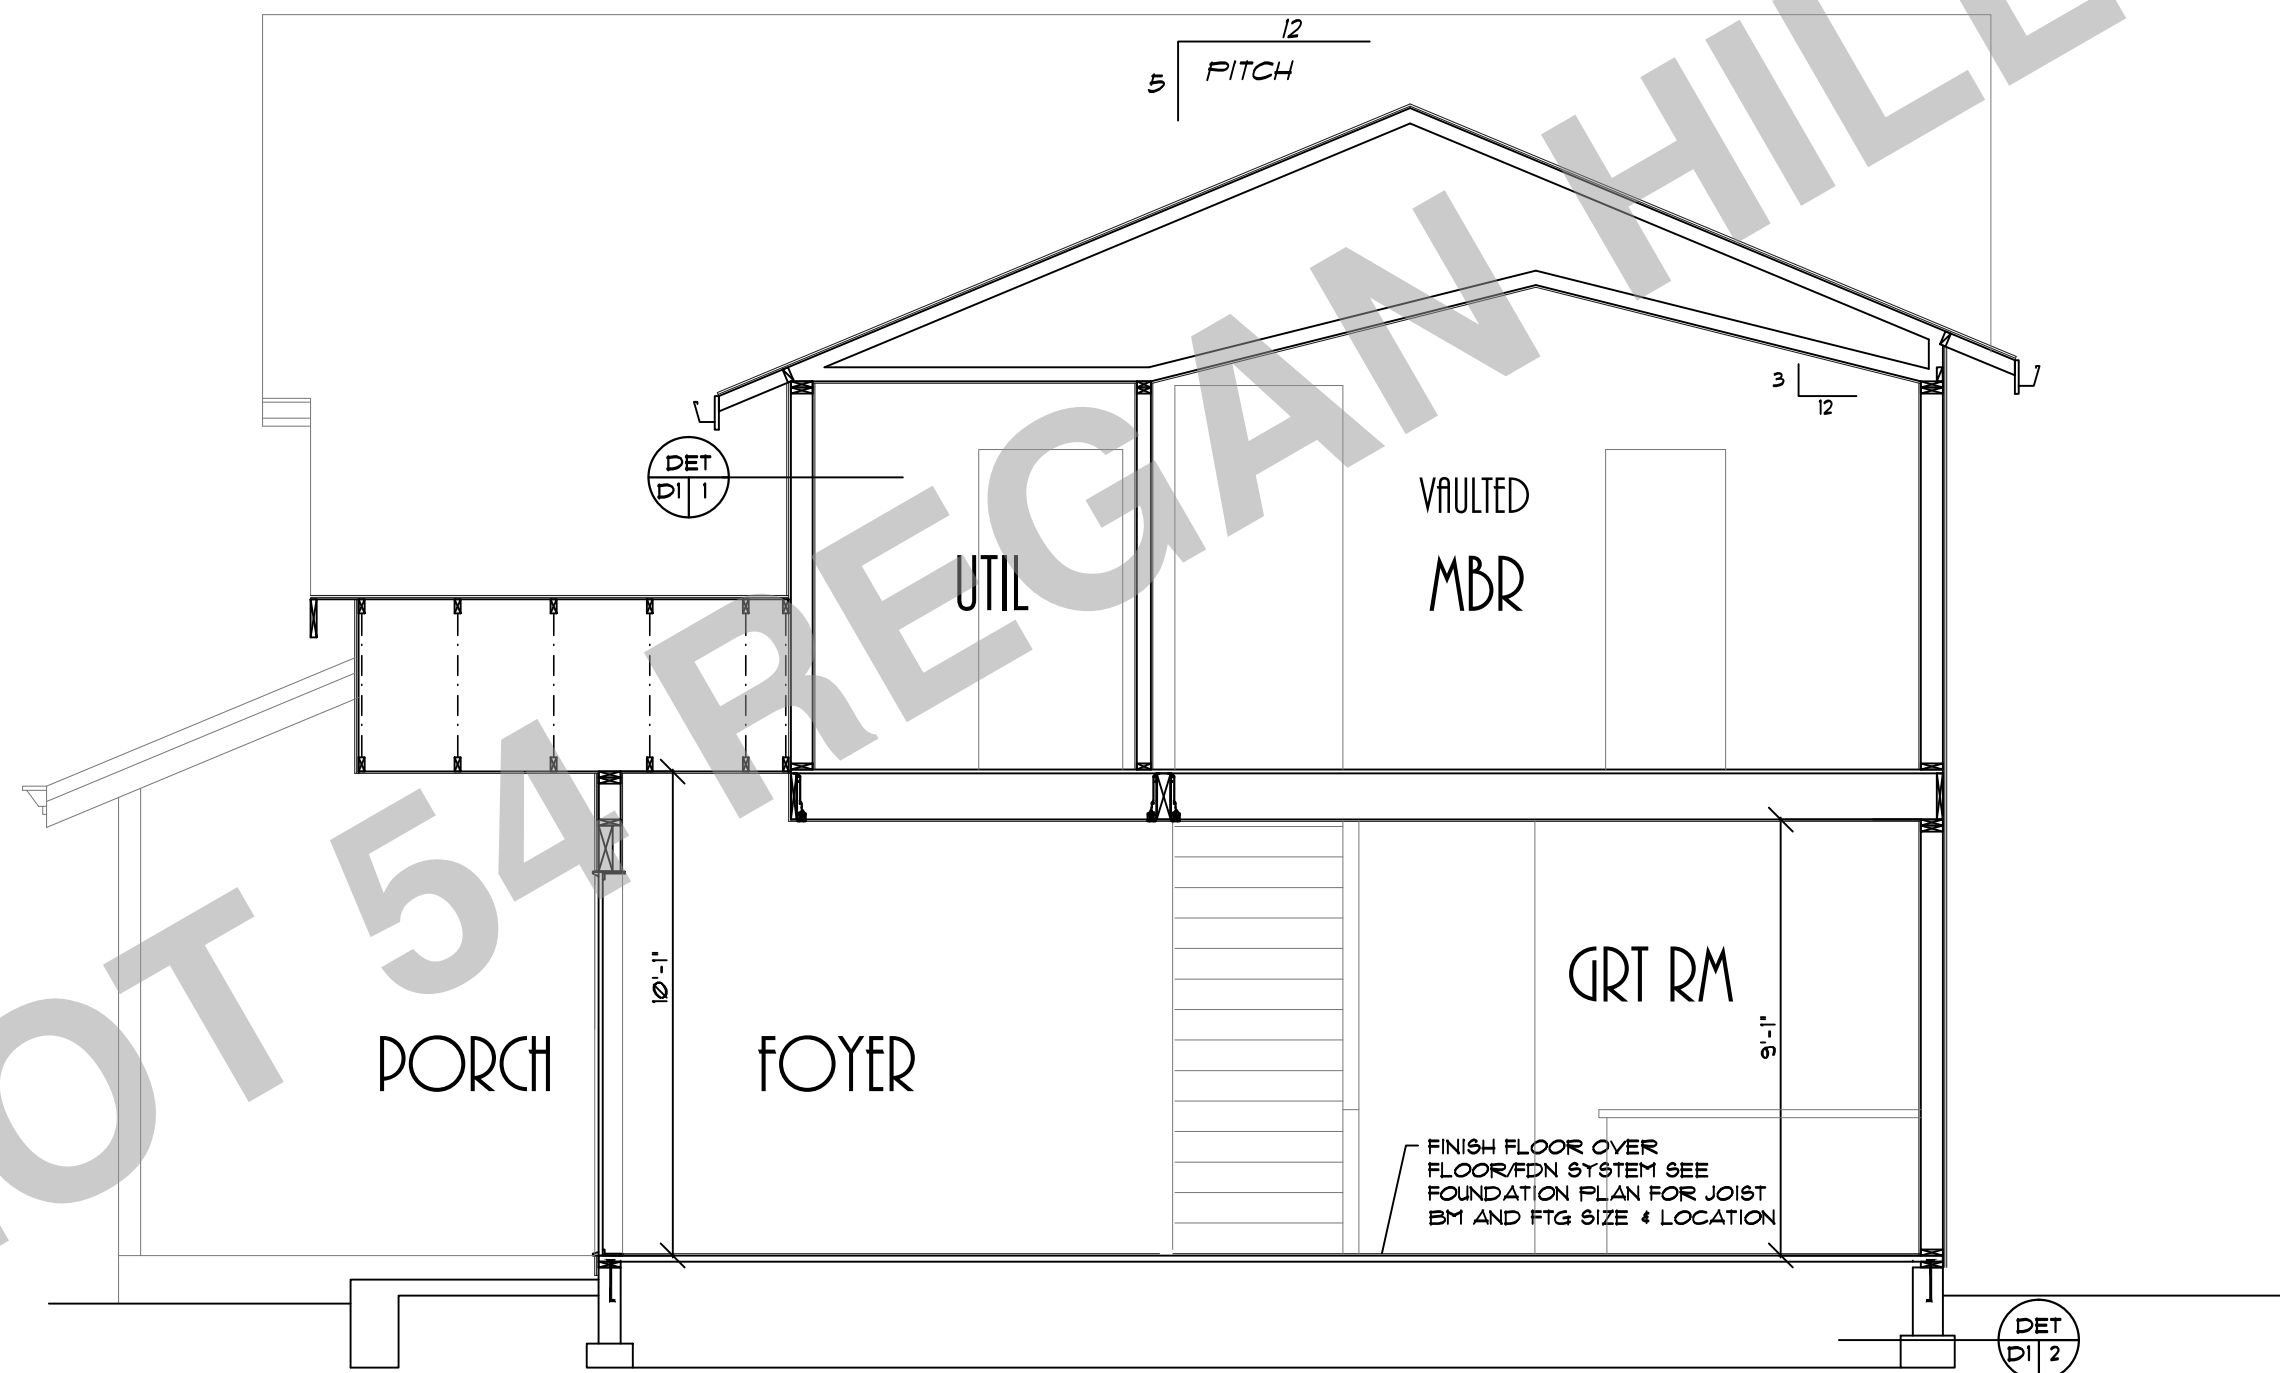 12
5
PITCH
3
12
DET
D1 1
VAULTED
UTIL
MBR
10'-1"
GRT RM
9'-1"
PORCH
FOYER
FINISH FLOOR OVER
FLOOR/FDN SYSTEM SEE
FOUNDATION PLAN FOR JOIST
BM AND FTG SIZE & LOCATION
DET
D1 2
OT 54 REGAN HILL